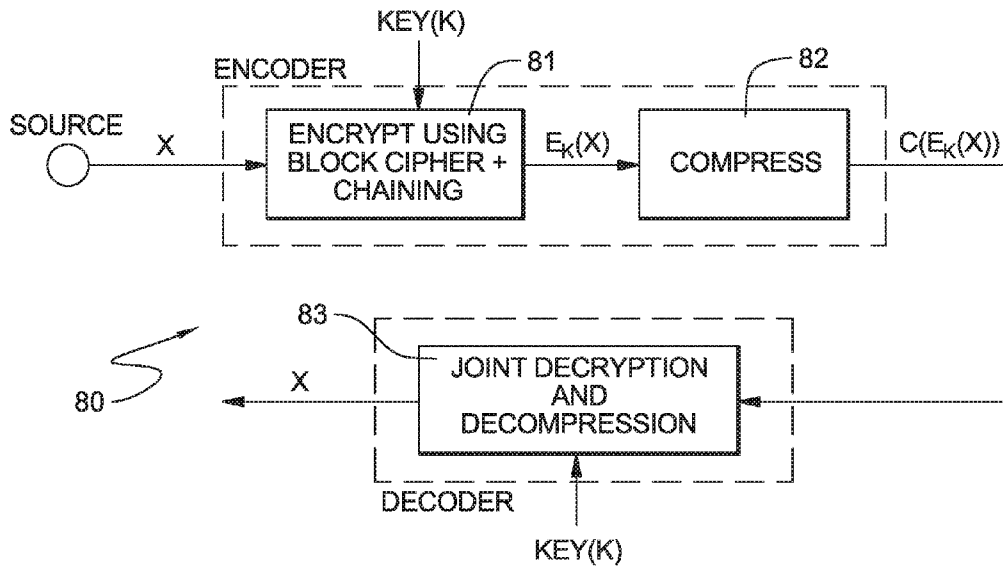 KEY(K)
ENCODER
81
82
SOURCE
X
ENCRYPT USING
BLOCK CIPHER +
CHAINING
E_K(X)
COMPRESS
C(E_K(X))
83
JOINT DECRYPTION
AND
DECOMPRESSION
X
80
DECODER
KEY(K)